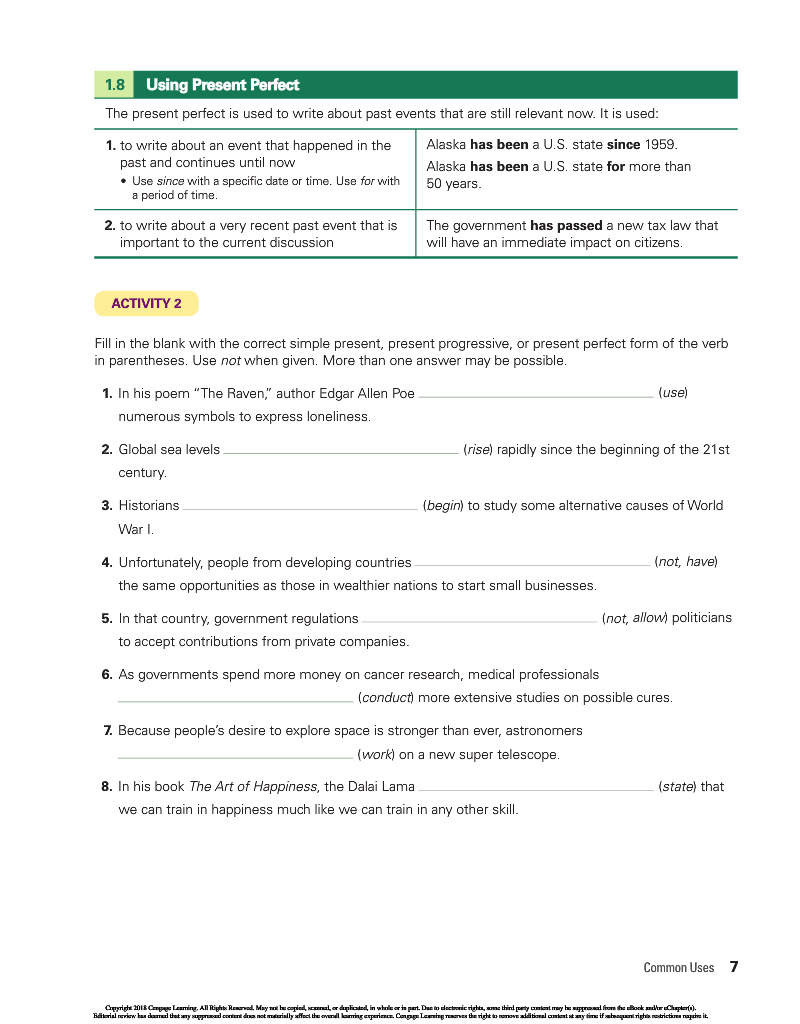 1.8 Using Present Perfect
The present perfect is used to write about past events that are still relevant now. It is used:
1. to write about an event that happened in the
past and continues until now
• Use since with a specific date or time. Use for with
a period of time.
Alaska has been a U.S. state since 1959.
Alaska has been a U.S. state for more than
50 years.
2. to write about a very recent past event that is
important to the current discussion
The government has passed a new tax law that
will have an immediate impact on citizens.
ACTIVITY 2
Fill in the blank with the correct simple present, present progressive, or present perfect form of the verb
in parentheses. Use not when given. More than one answer may be possible.
1. In his poem “The Raven,” author Edgar Allen Poe (use)
numerous symbols to express loneliness.
2. Global sea levels (rise) rapidly since the beginning of the 21st
century.
3. Historians (begin) to study some alternative causes of World
War I.
4. Unfortunately, people from developing countries (not, have)
the same opportunities as those in wealthier nations to start small businesses.
5. In that country, government regulations (not, allow) politicians
to accept contributions from private companies.
6. As governments spend more money on cancer research, medical professionals
(conduct) more extensive studies on possible cures.
7. Because people’s desire to explore space is stronger than ever, astronomers
(work) on a new super telescope.
8. In his book The Art of Happiness, the Dalai Lama (state) that
we can train in happiness much like we can train in any other skill.
Common Uses 7
Copyright 2018 Cengage Learning. All Rights Reserved. May not be copied, scanned, or duplicated, in whole or in part. Due to electronic rights, some third party content may be suppressed from the eBook and/or eChapter(s).
Editorial review has deemed that any suppressed content does not materially affect the overall learning experience. Cengage Learning reserves the right to remove additional content at any time if subsequent rights restrictions require it.